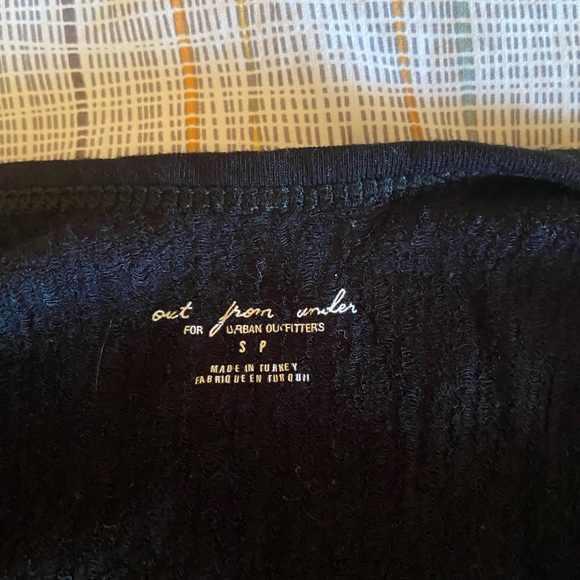 out from under
FOR URBAN OUTFITTERS
S P
MADE IN TURKEY
FABRIQUE EN TURQUIE